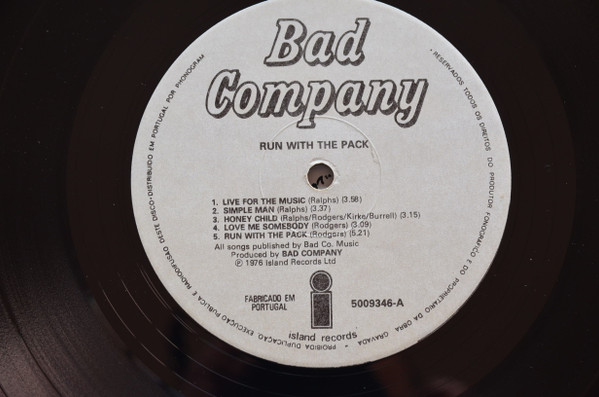 Bad
Company
RUN WITH THE PACK
1. LIVE FOR THE MUSIC (Ralphs) (3.58)
2. SIMPLE MAN (Ralphs) (3.37)
3. HONEY CHILD (Ralphs/Rodgers/Kirke/Burrell) (3.15)
4. LOVE ME SOMEBODY (Rodgers) (3.09)
5. RUN WITH THE PACK (Rodgers) (5.21)
All songs published by Bad Co. Music
Produced by BAD COMPANY
℗ 1976 Island Records Ltd
FABRICADO EM
PORTUGAL
5009346-A
island records
• RESERVADOS TODOS OS DIREITOS DO PRODUTOR FONOGRÁFICO E DO PROPRIETÁRIO DA OBRA GRAVADA • PROIBIDA A DUPLICAÇÃO, EXECUÇÃO PÚBLICA E RADIODIFUSÃO DESTE DISCO • DISTRIBUIDO EM PORTUGAL POR PHONOGRAM